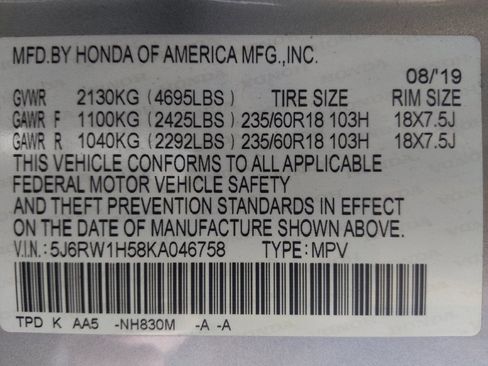 MFD.BY HONDA OF AMERICA MFG.,INC.
08/'19
GVWR 2130KG (4695LBS) TIRE SIZE RIM SIZE
GAWR F 1100KG (2425LBS) 235/60R18 103H 18X7.5J
GAWR R 1040KG (2292LBS) 235/60R18 103H 18X7.5J
THIS VEHICLE CONFORMS TO ALL APPLICABLE
FEDERAL MOTOR VEHICLE SAFETY
AND THEFT PREVENTION STANDARDS IN EFFECT
ON THE DATE OF MANUFACTURE SHOWN ABOVE.
V.I.N.: 5J6RW1H58KA046758 TYPE: MPV
TPD K AA5 -NH830M -A -A